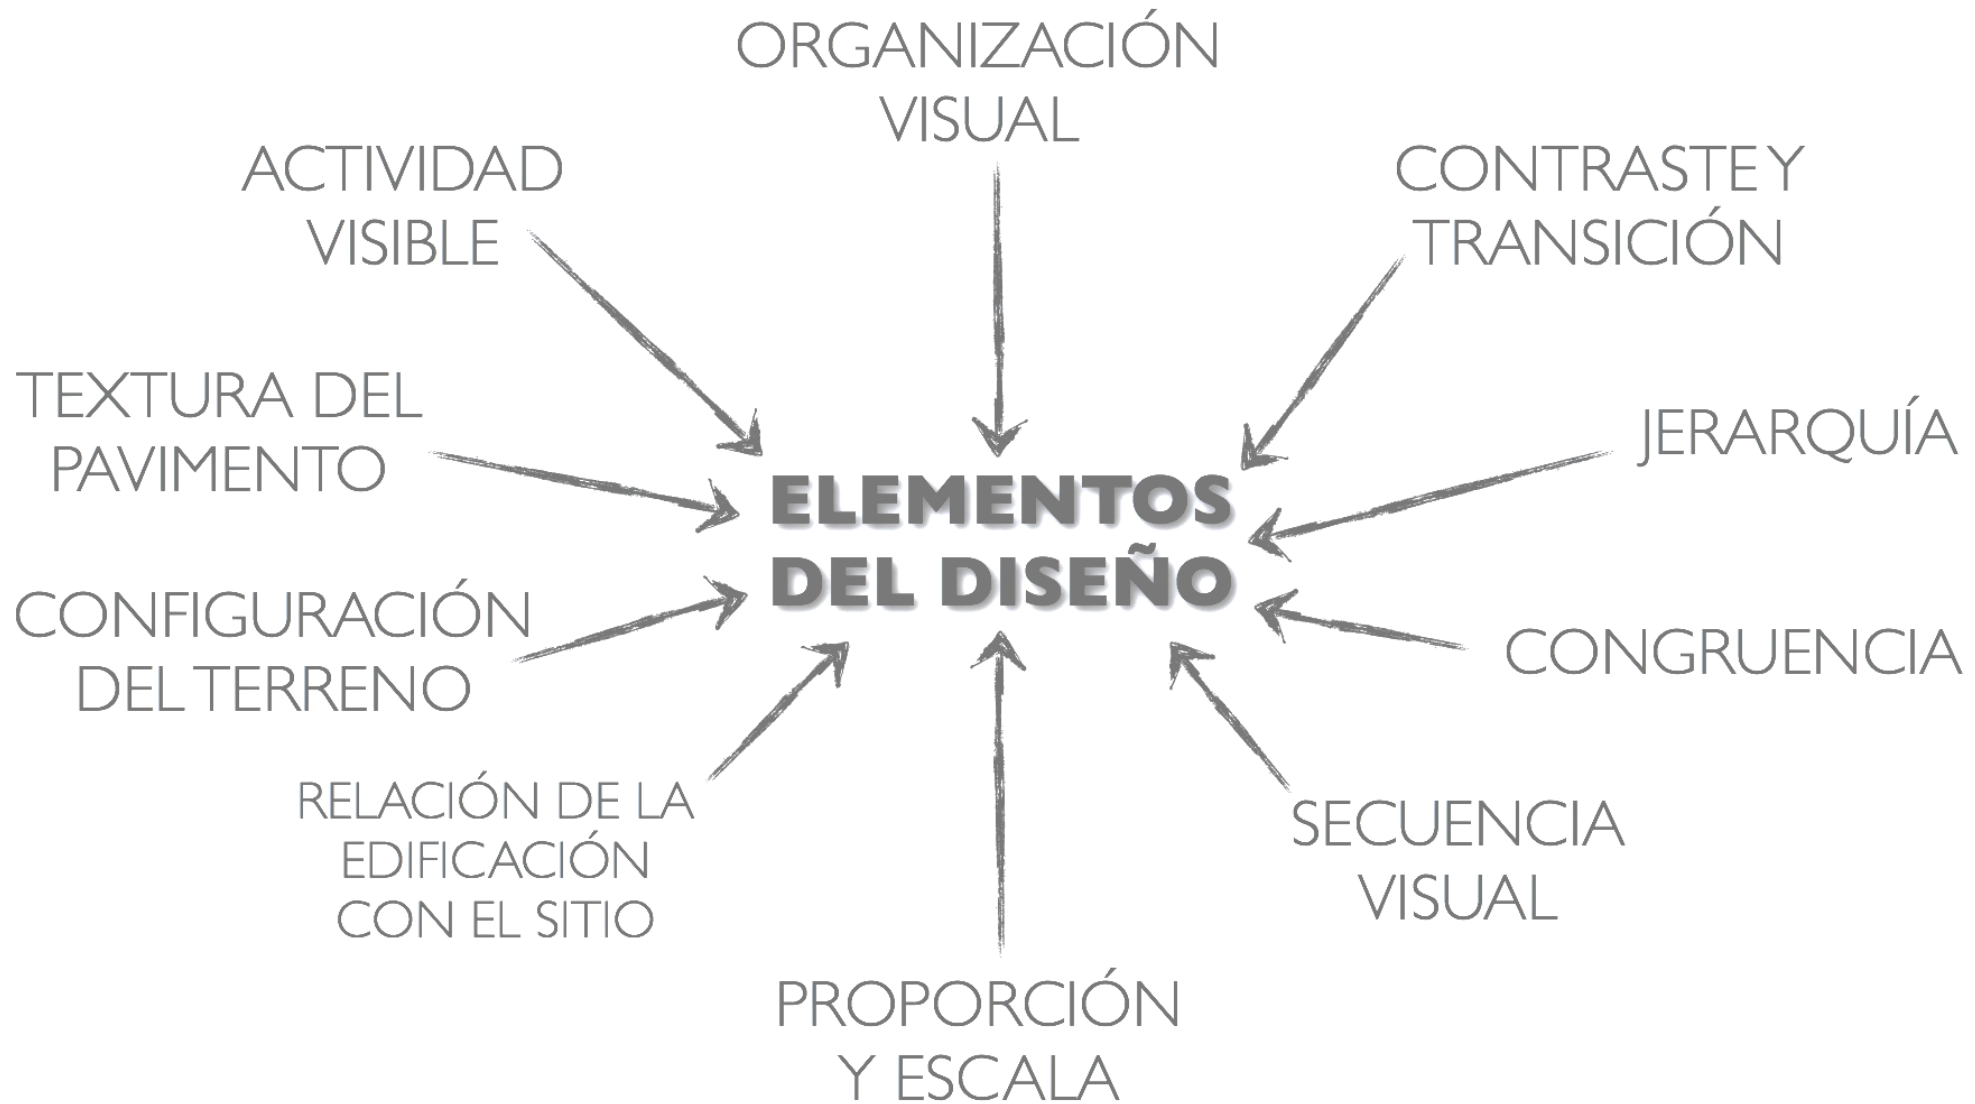 ORGANIZACIÓN
VISUAL
ACTIVIDAD
VISIBLE
CONTRASTE Y
TRANSICIÓN
TEXTURA DEL
PAVIMENTO
JERARQUÍA
ELEMENTOS
DEL DISEÑO
CONFIGURACIÓN
DEL TERRENO
CONGRUENCIA
RELACIÓN DE LA
EDIFICACIÓN
CON EL SITIO
SECUENCIA
VISUAL
PROPORCIÓN
Y ESCALA